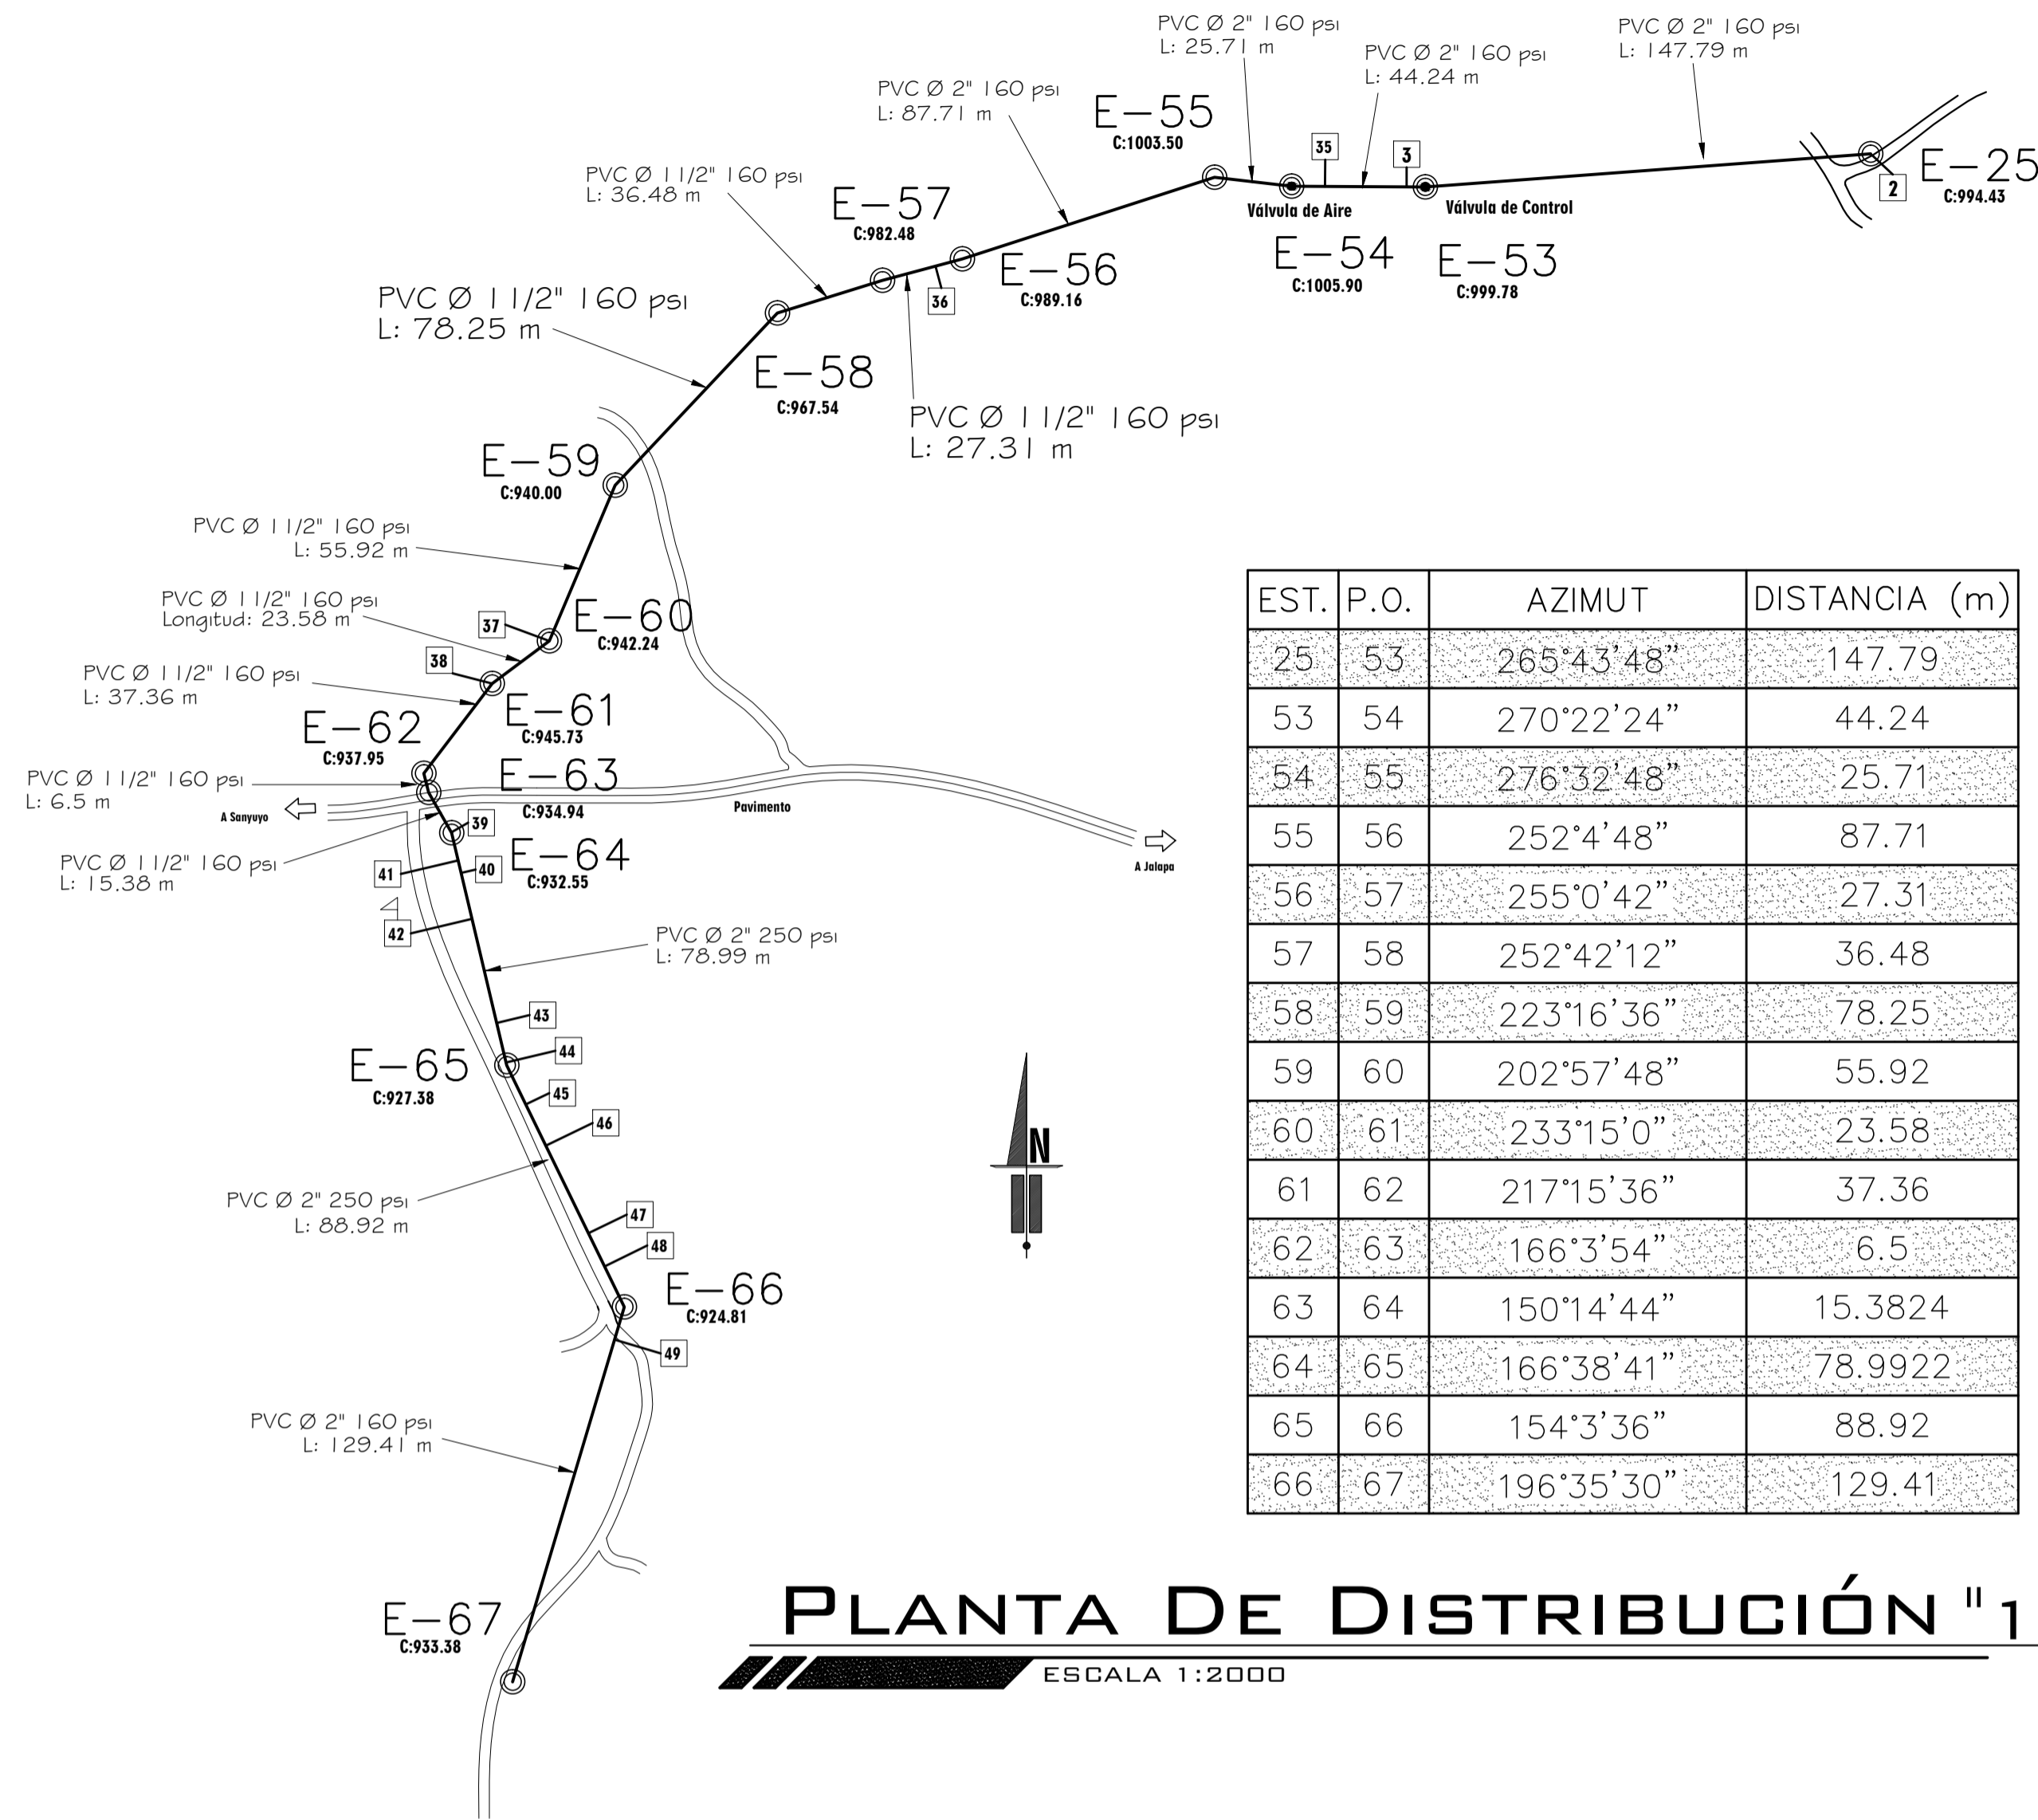 PVC Ø 2" 160 psi
L: 25.71 m
PVC Ø 2" 160 psi
L: 44.24 m
PVC Ø 2" 160 psi
L: 147.79 m
PVC Ø 2" 160 psi
L: 87.71 m
E-55
C:1003.50
35
3
E-25
C:994.43
2
PVC Ø 1 1/2" 160 psi
L: 36.48 m
E-57
C:982.48
Válvula de Aire
Válvula de Control
E-54
C:1005.90
E-53
C:999.78
E-56
C:989.16
36
PVC Ø 1 1/2" 160 psi
L: 78.25 m
E-58
C:967.54
PVC Ø 1 1/2" 160 psi
L: 27.31 m
E-59
C:940.00
PVC Ø 1 1/2" 160 psi
L: 55.92 m
PVC Ø 1 1/2" 160 psi
Longitud: 23.58 m
37
E-60
C:942.24
38
PVC Ø 1 1/2" 160 psi
L: 37.36 m
E-61
C:945.73
E-62
C:937.95
PVC Ø 1 1/2" 160 psi
L: 6.5 m
E-63
C:934.94
A Sanyuyo
Pavimento
A Jalapa
39
PVC Ø 1 1/2" 160 psi
L: 15.38 m
E-64
C:932.55
41
40
42
PVC Ø 2" 250 psi
L: 78.99 m
43
44
E-65
C:927.38
45
46
PVC Ø 2" 250 psi
L: 88.92 m
47
48
E-66
C:924.81
49
PVC Ø 2" 160 psi
L: 129.41 m
E-67
C:933.38
N
EST. P.O. AZIMUT DISTANCIA (m)
25 53 265°43'48" 147.79
53 54 270°22'24" 44.24
54 55 276°32'48" 25.71
55 56 252°4'48" 87.71
56 57 255°0'42" 27.31
57 58 252°42'12" 36.48
58 59 223°16'36" 78.25
59 60 202°57'48" 55.92
60 61 233°15'0" 23.58
61 62 217°15'36" 37.36
62 63 166°3'54" 6.5
63 64 150°14'44" 15.3824
64 65 166°38'41" 78.9922
65 66 154°3'36" 88.92
66 67 196°35'30" 129.41
PLANTA DE DISTRIBUCIÓN "1
ESCALA 1:2000